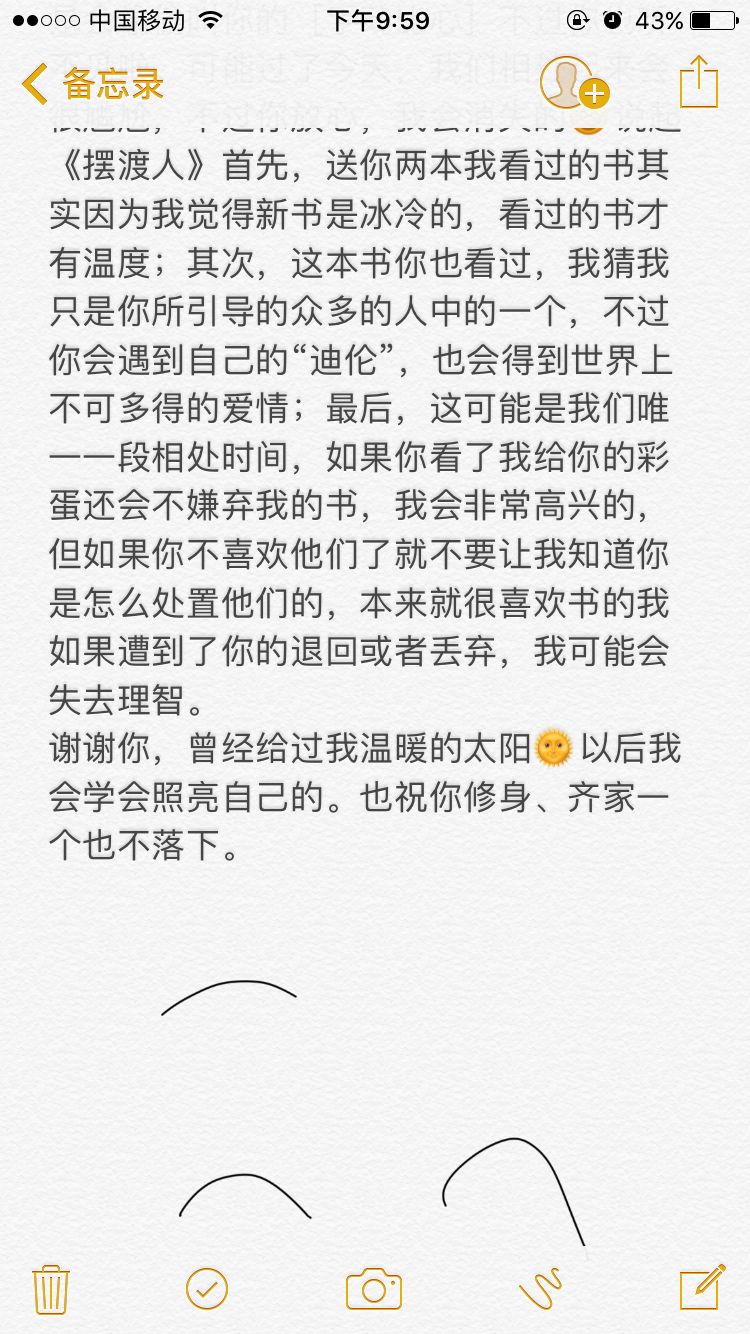 中国移动 下午9:59 43%
备忘录
《摆渡人》首先，送你两本我看过的书其
实因为我觉得新书是冰冷的，看过的书才
有温度；其次，这本书你也看过，我猜我
只是你所引导的众多的人中的一个，不过
你会遇到自己的“迪伦”，也会得到世界上
不可多得的爱情；最后，这可能是我们唯
一一段相处时间，如果你看了我给你的彩
蛋还会不嫌弃我的书，我会非常高兴的，
但如果你不喜欢他们了就不要让我知道你
是怎么处置他们的，本来就很喜欢书的我
如果遭到了你的退回或者丢弃，我可能会
失去理智。
谢谢你，曾经给过我温暖的太阳🌞以后我
会学会照亮自己的。也祝你修身、齐家一
个也不落下。